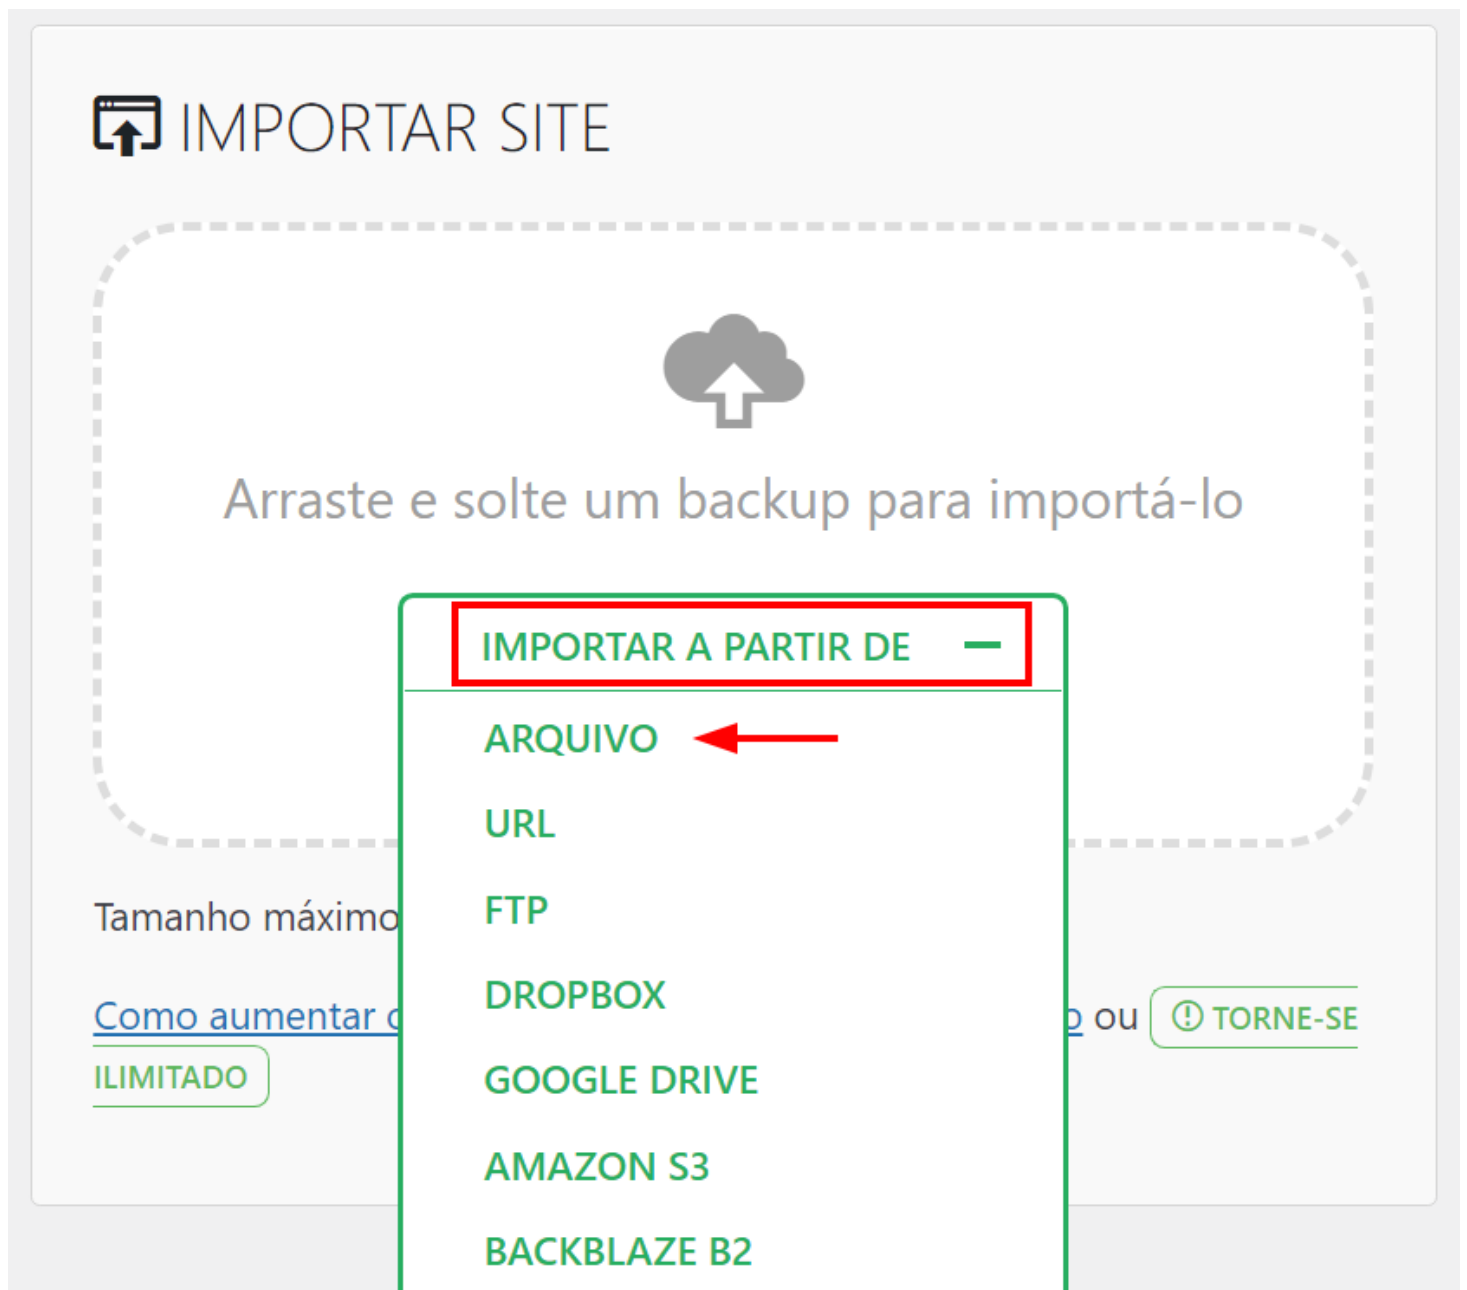 IMPORTAR SITE
Arraste e solte um backup para importá-lo
IMPORTAR A PARTIR DE
ARQUIVO
URL
FTP
DROPBOX
GOOGLE DRIVE
AMAZON S3
BACKBLAZE B2
Tamanho máximo
Como aumentar ou TORNE-SE
ILIMITADO